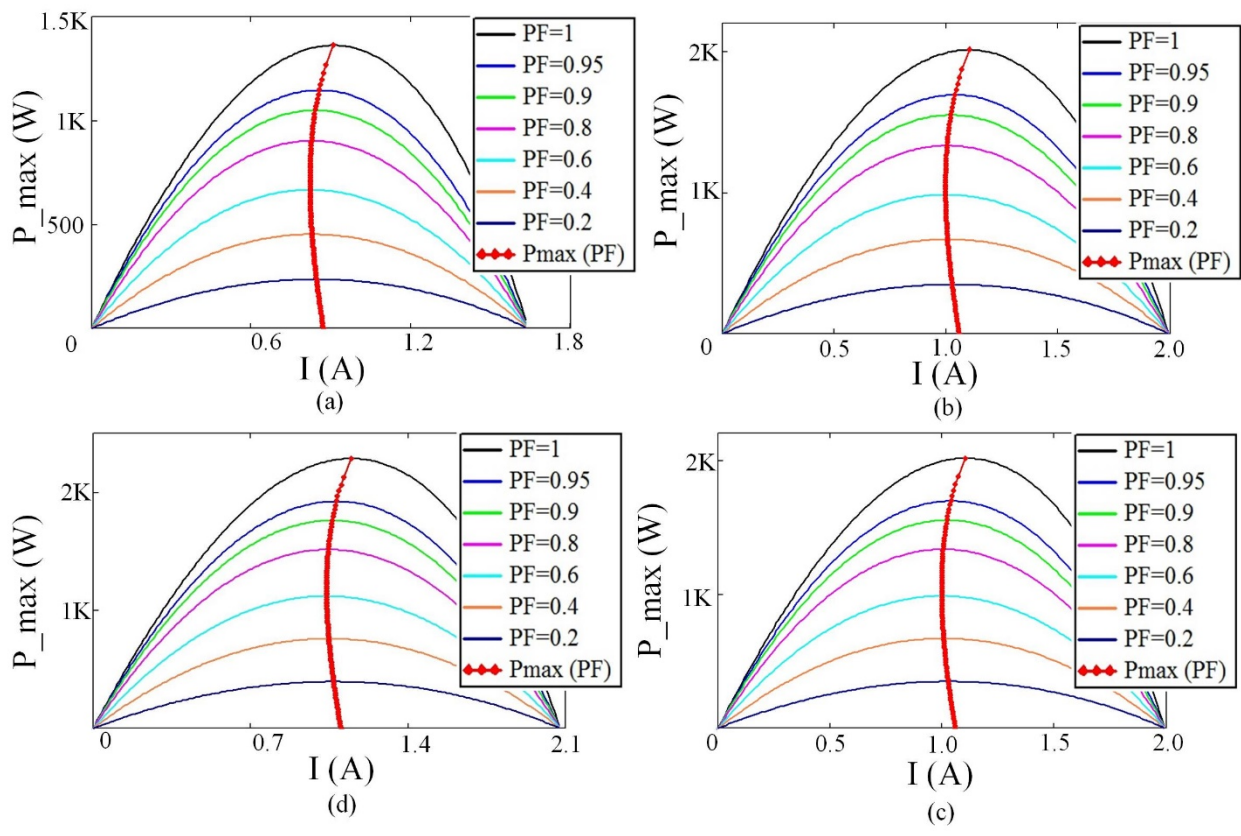 1.5K
1K
500
0
0.6
1.2
1.8
P_max (W)
I (A)
PF=1
PF=0.95
PF=0.9
PF=0.8
PF=0.6
PF=0.4
PF=0.2
Pmax (PF)
(a)
2K
1K
0
0
0.5
1.0
1.5
2.0
P_max (W)
I (A)
PF=1
PF=0.95
PF=0.9
PF=0.8
PF=0.6
PF=0.4
PF=0.2
Pmax (PF)
(b)
2K
1K
0
0.7
1.4
2.1
P_max (W)
I (A)
PF=1
PF=0.95
PF=0.9
PF=0.8
PF=0.6
PF=0.4
PF=0.2
Pmax (PF)
(d)
2K
1K
0
0.5
1.0
1.5
2.0
P_max (W)
I (A)
PF=1
PF=0.95
PF=0.9
PF=0.8
PF=0.6
PF=0.4
PF=0.2
Pmax (PF)
(c)